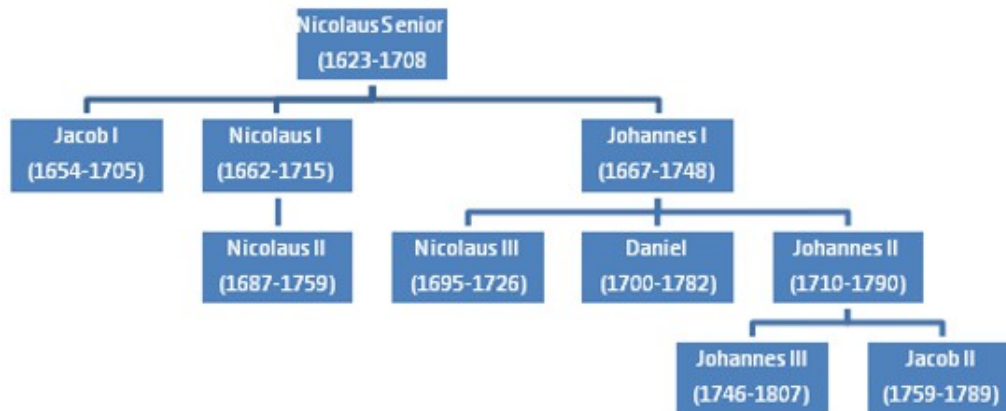 Nicolaus Senior
(1623-1708
Jacob I
(1654-1705)
Nicolaus I
(1662-1715)
Johannes I
(1667-1748)
Nicolaus II
(1687-1759)
Nicolaus III
(1695-1726)
Daniel
(1700-1782)
Johannes II
(1710-1790)
Johannes III
(1746-1807)
Jacob II
(1759-1789)